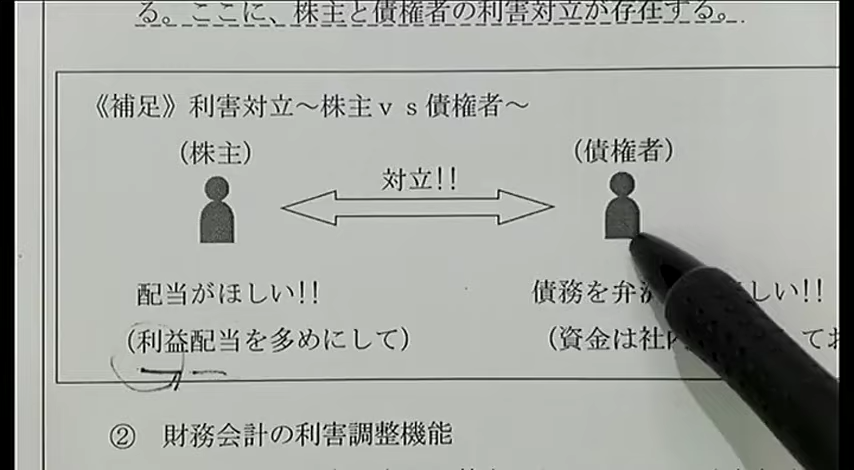 る。ここに、株主と債権者の利害対立が存在する。
《補足》利害対立～株主ｖｓ債権者～
（株主）
（債権者）
対立!!
配当がほしい!!
債務を弁
しい!!
（利益配当を多めにして）
（資金は社内
て
② 財務会計の利害調整機能